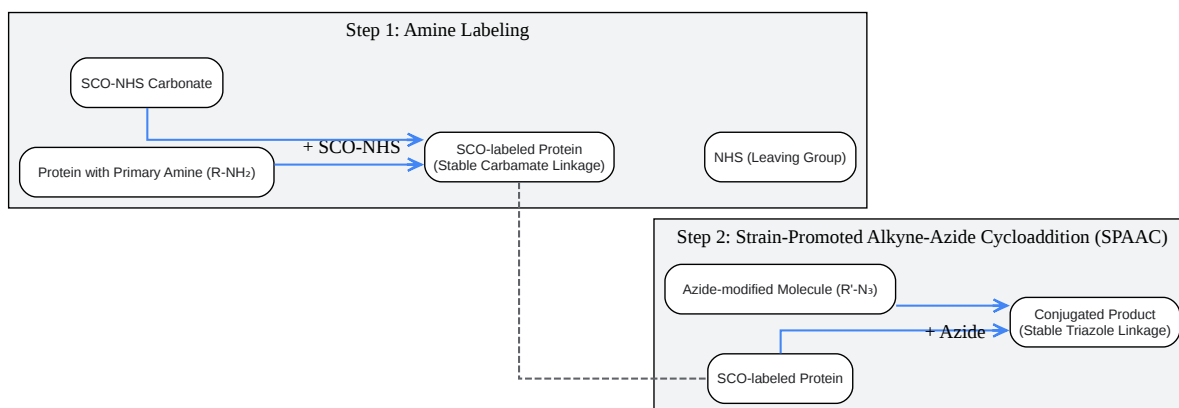 Step 1: Amine Labeling
SCO-NHS Carbonate
+ SCO-NHS
Protein with Primary Amine (R-NH₂)
SCO-labeled Protein
(Stable Carbamate Linkage)
NHS (Leaving Group)
Step 2: Strain-Promoted Alkyne-Azide Cycloaddition (SPAAC)
Azide-modified Molecule (R'-N₃)
Conjugated Product
(Stable Triazole Linkage)
+ Azide
SCO-labeled Protein